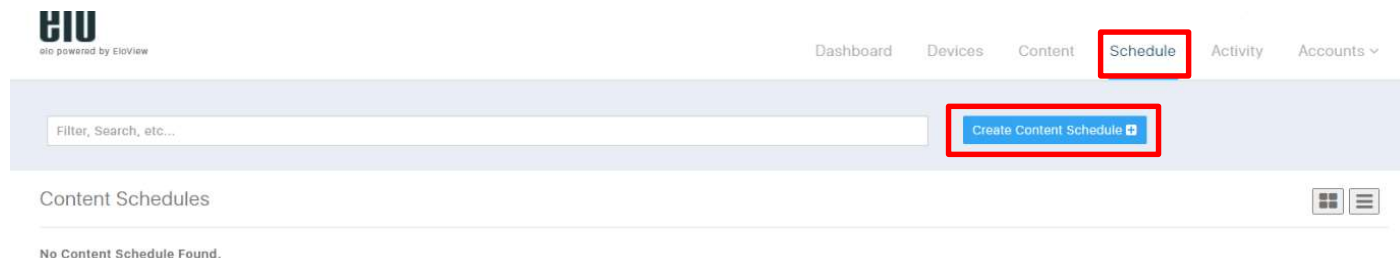 elo
elo powered by EloView
Dashboard Devices Content Schedule Activity Accounts
Filter, Search, etc...
Create Content Schedule
Content Schedules
No Content Schedule Found.